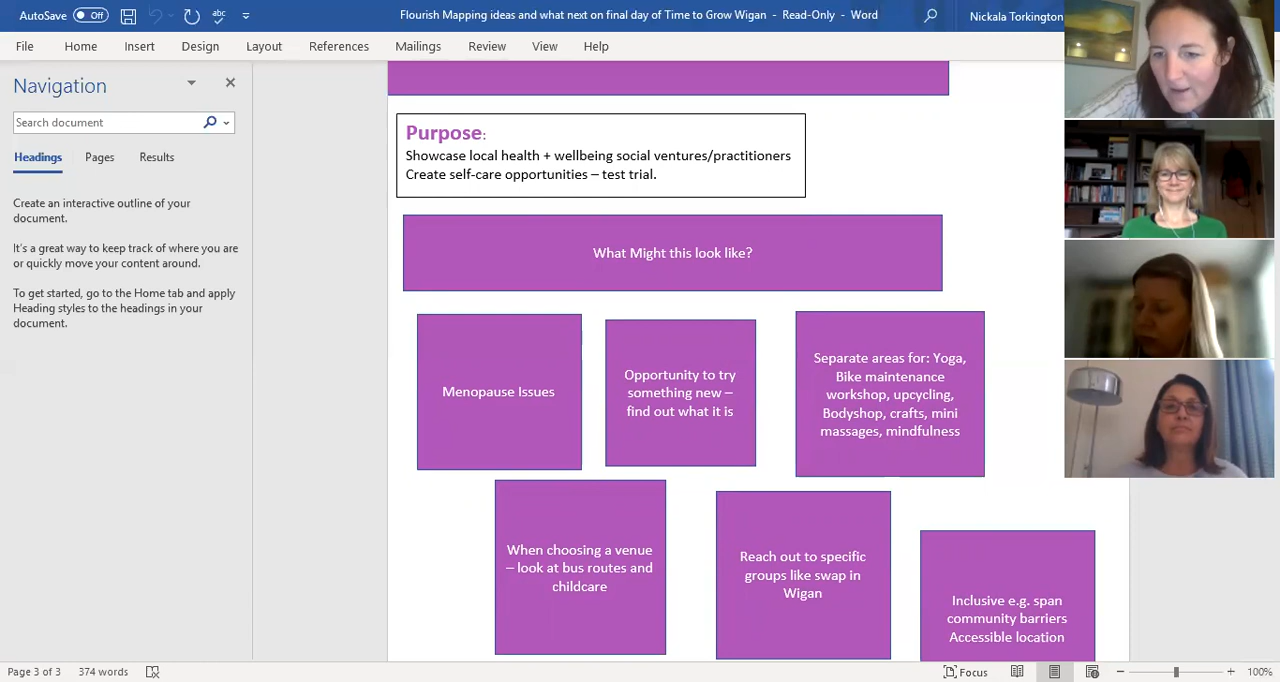 AutoSave Off
abc
Flourish Mapping ideas and what next on final day of Time to Grow Wigan - Read-Only - Word
Nickala Torkington
File Home Insert Design Layout References Mailings Review View Help
Navigation
Search document
Headings Pages Results
Create an interactive outline of your
document.
It's a great way to keep track of where you are
or quickly move your content around.
To get started, go to the Home tab and apply
Heading styles to the headings in your
document.
Purpose:
Showcase local health + wellbeing social ventures/practitioners
Create self-care opportunities – test trial.
What Might this look like?
Menopause Issues
Opportunity to try
something new –
find out what it is
Separate areas for: Yoga,
Bike maintenance
workshop, upcycling,
Bodyshop, crafts, mini
massages, mindfulness
When choosing a venue
– look at bus routes and
childcare
Reach out to specific
groups like swap in
Wigan
Inclusive e.g. span
community barriers
Accessible location
Page 3 of 3 374 words
Focus
100%